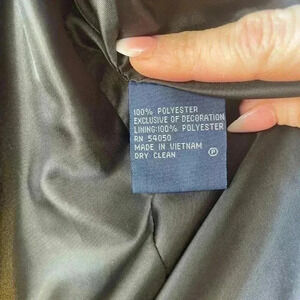 100% POLYESTER
EXCLUSIVE OF DECORATION
LINING:100% POLYESTER
RN 54050
MADE IN VIETNAM
DRY CLEAN Ⓟ